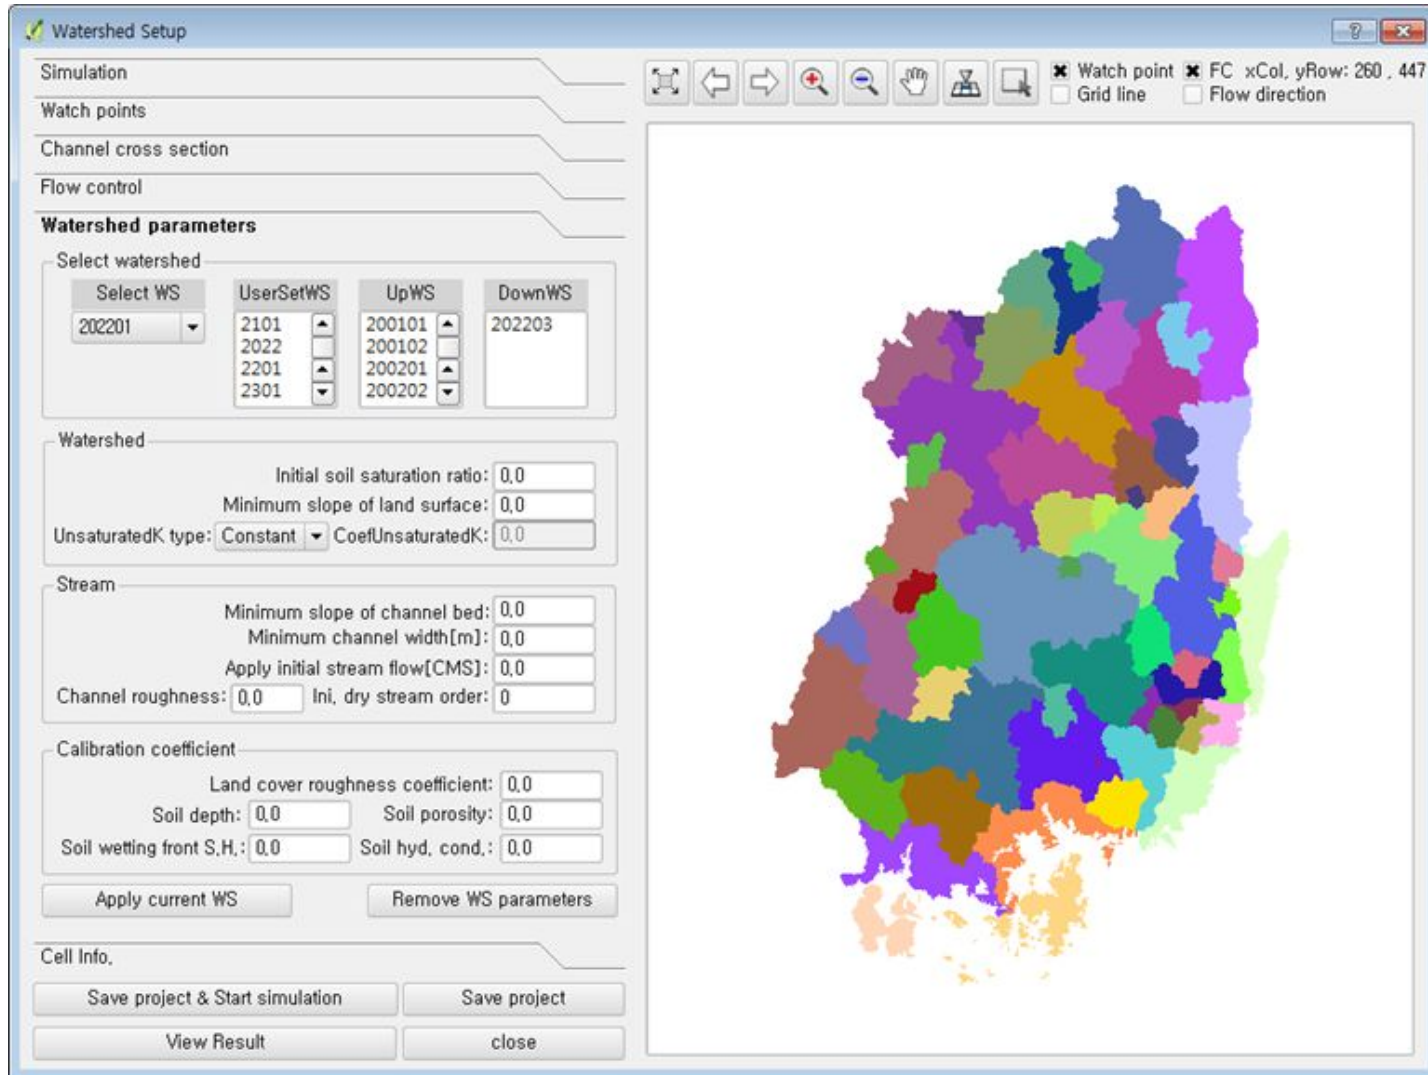 Watershed Setup
Simulation
Watch points
Channel cross section
Flow control
Watershed parameters
Select watershed
Select WS UserSetWS UpWS DownWS
202201 2101 200101 202203
2022 200102
2201 200201
2301 200202
Watershed
Initial soil saturation ratio: 0,0
Minimum slope of land surface: 0,0
UnsaturatedK type: Constant CoefUnsaturatedK: 0,0
Stream
Minimum slope of channel bed: 0,0
Minimum channel width[m]: 0,0
Apply initial stream flow[CMS]: 0,0
Channel roughness: 0,0 Ini, dry stream order: 0
Calibration coefficient
Land cover roughness coefficient: 0,0
Soil depth: 0,0 Soil porosity: 0,0
Soil wetting front S,H,: 0,0 Soil hyd, cond,: 0,0
Apply current WS Remove WS parameters
Cell Info,
Save project & Start simulation Save project
View Result close
Watch point FC xCol, yRow: 260 , 447
Grid line Flow direction